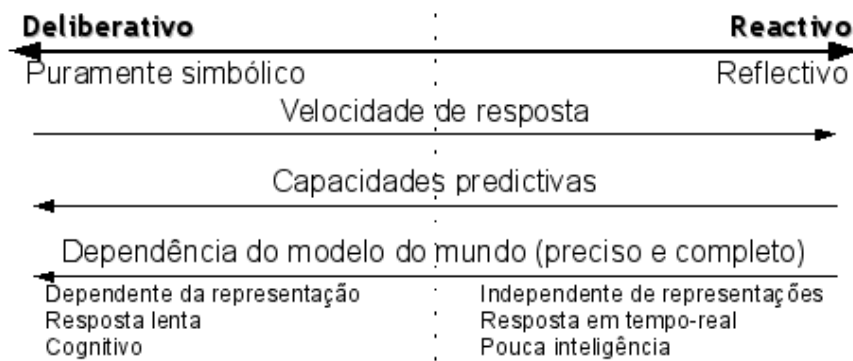 Deliberativo Reactivo
Puramente simbólico Reflectivo
Velocidade de resposta
Capacidades predictivas
Dependência do modelo do mundo (preciso e completo)
Dependente da representação Independente de representações
Resposta lenta Resposta em tempo-real
Cognitivo Pouca inteligência